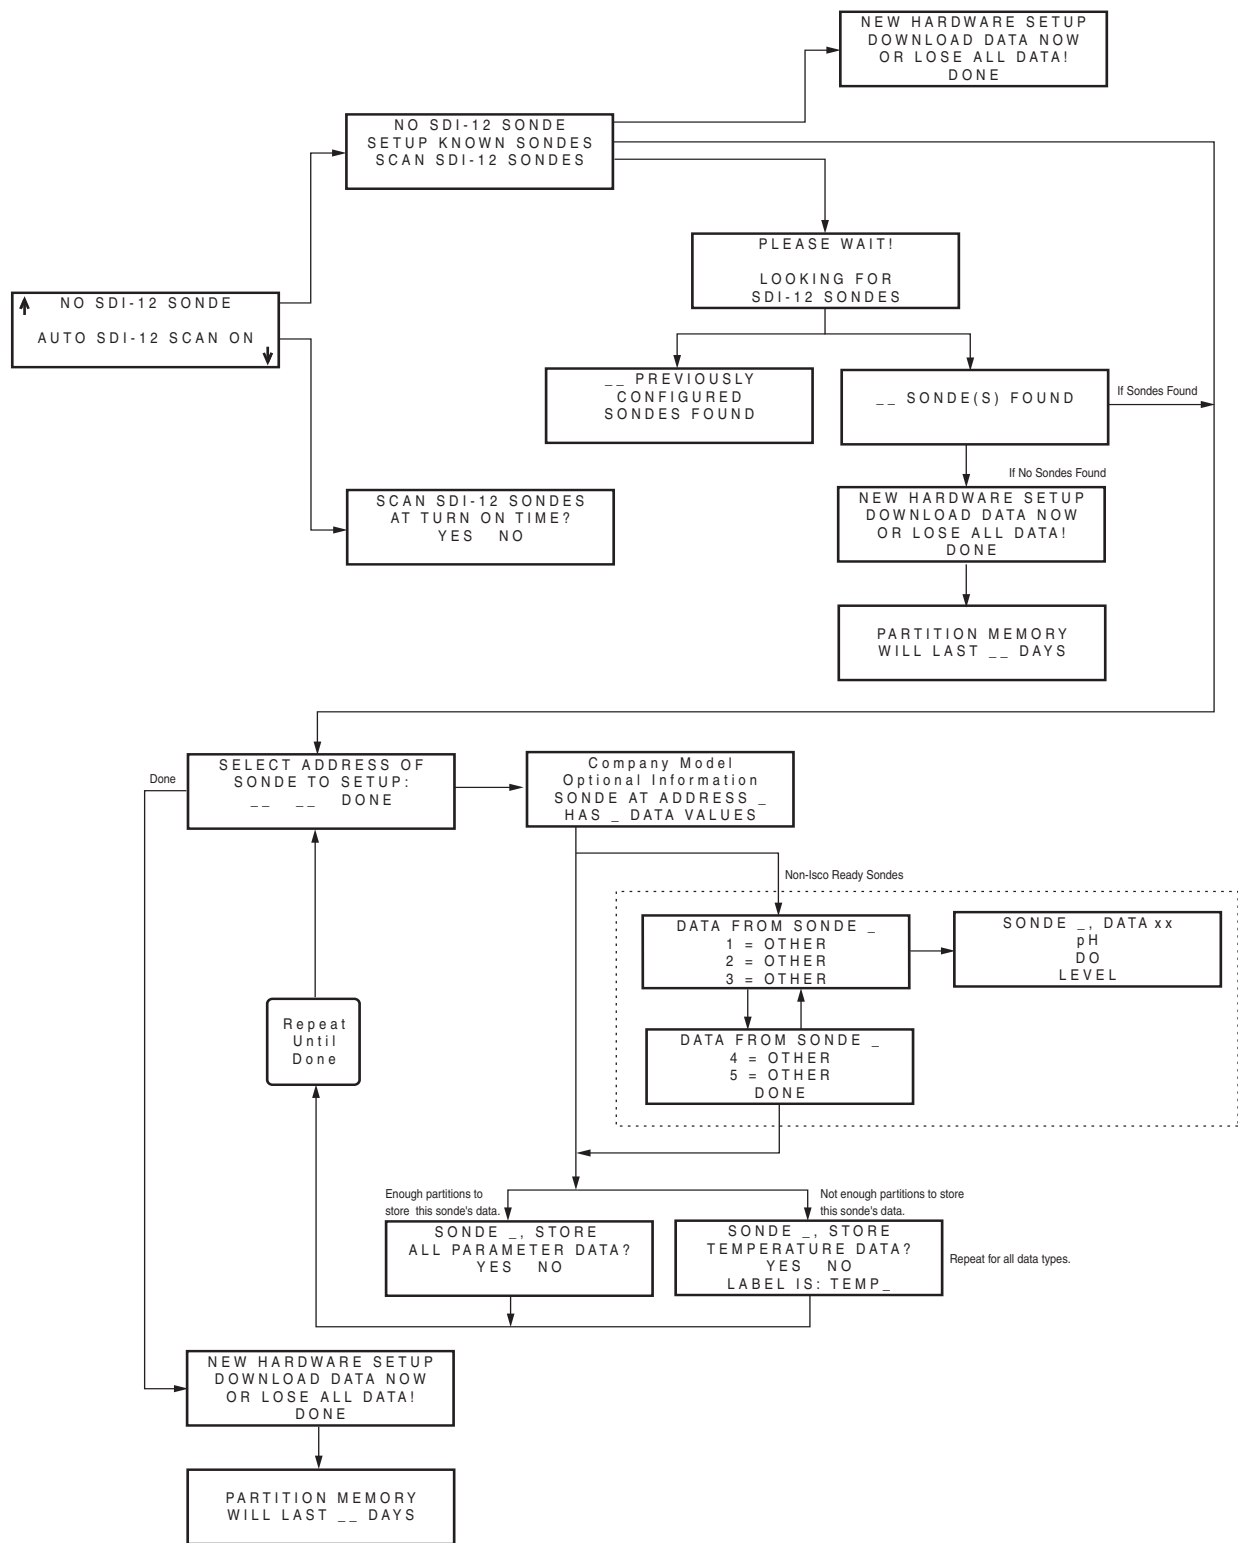 NEW HARDWARE SETUP
DOWNLOAD DATA NOW
OR LOSE ALL DATA!
DONE
NO SDI-12 SONDE
SETUP KNOWN SONDES
SCAN SDI-12 SONDES
PLEASE WAIT!
LOOKING FOR
SDI-12 SONDES
NO SDI-12 SONDE
AUTO SDI-12 SCAN ON
__ PREVIOUSLY
CONFIGURED
SONDES FOUND
__ SONDE(S) FOUND
If Sondes Found
If No Sondes Found
SCAN SDI-12 SONDES
AT TURN ON TIME?
YES NO
NEW HARDWARE SETUP
DOWNLOAD DATA NOW
OR LOSE ALL DATA!
DONE
PARTITION MEMORY
WILL LAST __ DAYS
Done
SELECT ADDRESS OF
SONDE TO SETUP:
__ __ DONE
Company Model
Optional Information
SONDE AT ADDRESS _
HAS _ DATA VALUES
Non-Isco Ready Sondes
DATA FROM SONDE _
1 = OTHER
2 = OTHER
3 = OTHER
SONDE _, DATA xx
pH
DO
LEVEL
Repeat
Until
Done
DATA FROM SONDE _
4 = OTHER
5 = OTHER
DONE
Enough partitions to
store this sonde's data.
Not enough partitions to store
this sonde's data.
SONDE _, STORE
ALL PARAMETER DATA?
YES NO
SONDE _, STORE
TEMPERATURE DATA?
YES NO
LABEL IS: TEMP_
Repeat for all data types.
NEW HARDWARE SETUP
DOWNLOAD DATA NOW
OR LOSE ALL DATA!
DONE
PARTITION MEMORY
WILL LAST __ DAYS